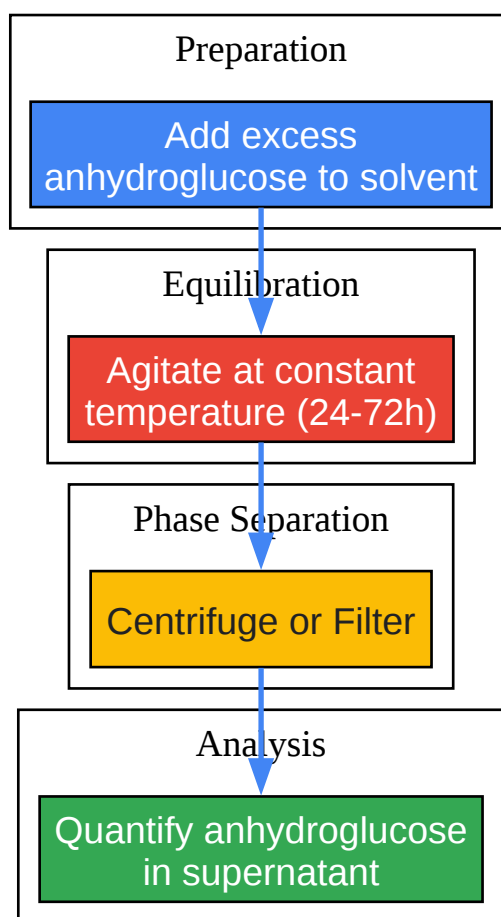 Preparation
Add excess
anhydroglucose to solvent
Equilibration
Agitate at constant
temperature (24-72h)
Phase Separation
Centrifuge or Filter
Analysis
Quantify anhydroglucose
in supernatant